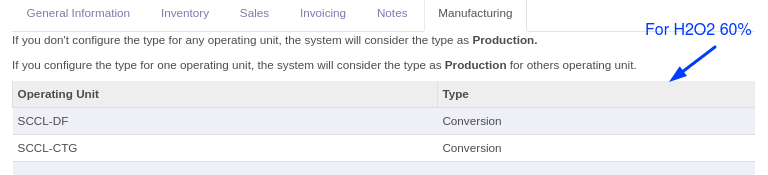 General Information Inventory Sales Invoicing Notes Manufacturing
For H2O2 60%
If you don't configure the type for any operating unit, the system will consider the type as Production.
If you configure the type for one operating unit, the system will consider the type as Production for others operating unit.
Operating Unit Type
SCCL-DF Conversion
SCCL-CTG Conversion